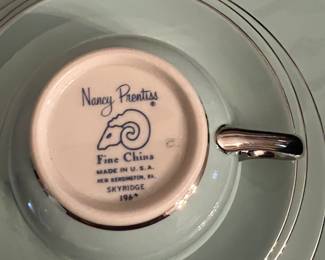 Nancy Prentiss®
Fine China
MADE IN U.S.A.
NEW KENSINGTON, PA.
SKYRIDGE